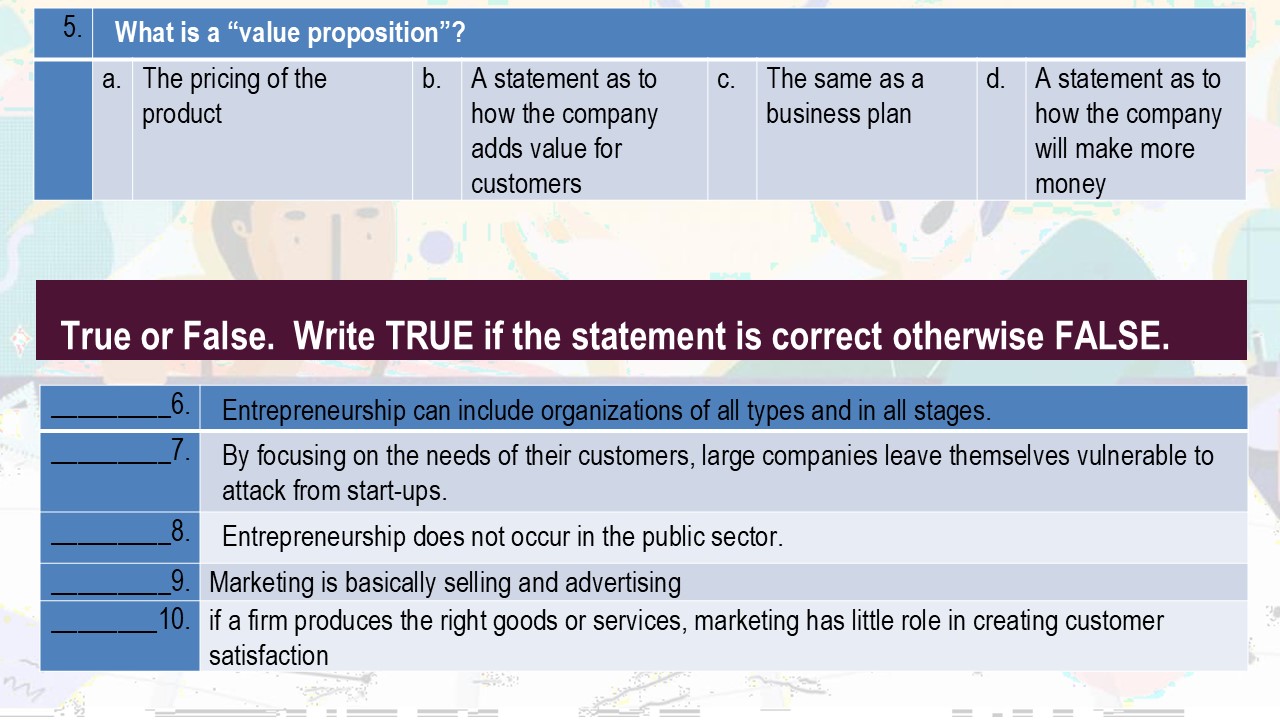 5. What is a “value proposition”?
a. The pricing of the
product
b. A statement as to
how the company
adds value for
customers
c. The same as a
business plan
d. A statement as to
how the company
will make more
money
True or False.  Write TRUE if the statement is correct otherwise FALSE.
_________6. Entrepreneurship can include organizations of all types and in all stages.
_________7. By focusing on the needs of their customers, large companies leave themselves vulnerable to
attack from start-ups.
_________8. Entrepreneurship does not occur in the public sector.
_________9. Marketing is basically selling and advertising
________10. if a firm produces the right goods or services, marketing has little role in creating customer
satisfaction